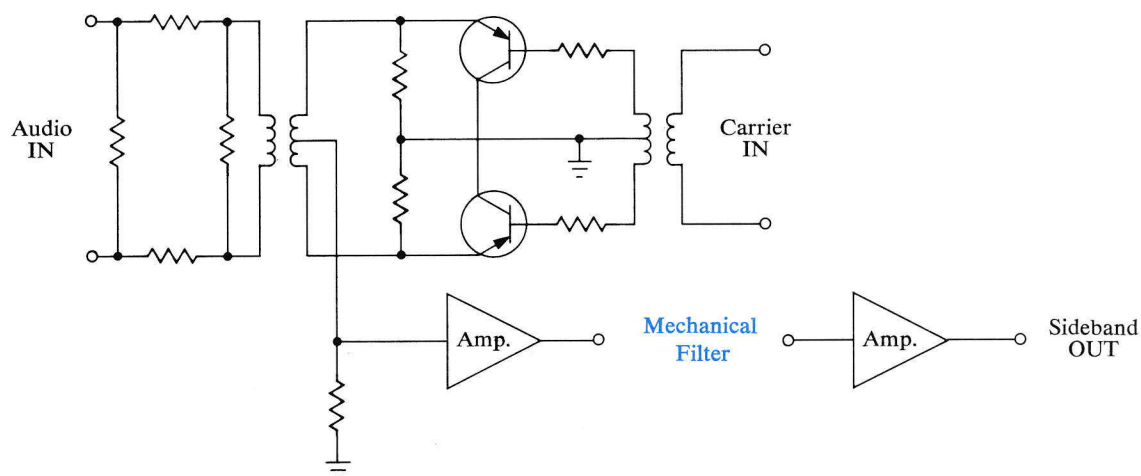 Audio
IN
Carrier
IN
Amp.
Mechanical
Filter
Amp.
Sideband
OUT